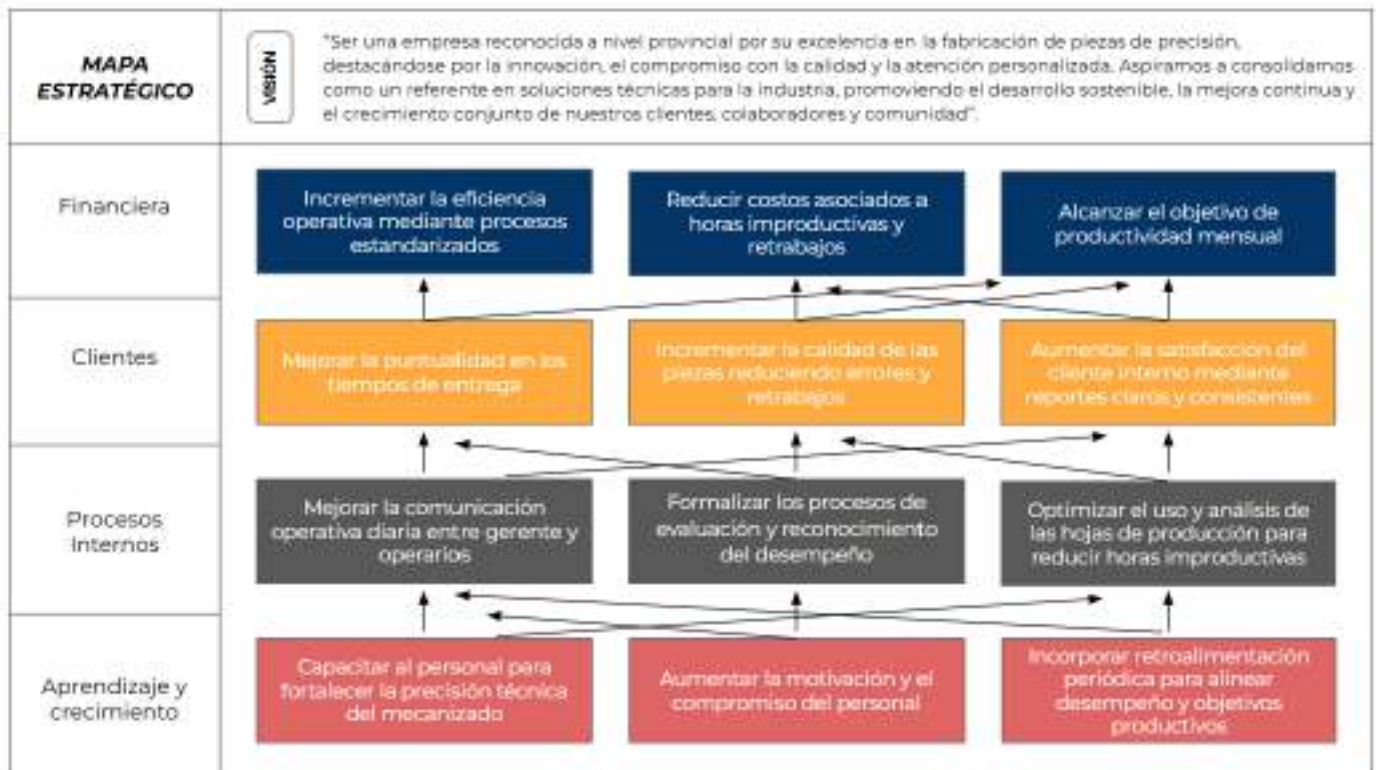 MAPA
ESTRATÉGICO
VISIÓN
"Ser una empresa reconocida a nivel provincial por su excelencia en la fabricación de piezas de precisión,
destacándose por la innovación, el compromiso con la calidad y la atención personalizada. Aspiramos a consolidarnos
como un referente en soluciones técnicas para la industria, promoviendo el desarrollo sostenible, la mejora continua y
el crecimiento conjunto de nuestros clientes, colaboradores y comunidad".
Financiera
Incrementar la eficiencia
operativa mediante procesos
estandarizados
Reducir costos asociados a
horas improductivas y
retrabajos
Alcanzar el objetivo de
productividad mensual
Clientes
Mejorar la puntualidad en los
tiempos de entrega
Incrementar la calidad de las
piezas reduciendo errores y
retrabajos
Aumentar la satisfacción del
cliente interno mediante
reportes claros y consistentes
Procesos
Internos
Mejorar la comunicación
operativa diaria entre gerente y
operarios
Formalizar los procesos de
evaluación y reconocimiento
del desempeño
Optimizar el uso y análisis de
las hojas de producción para
reducir horas improductivas
Aprendizaje y
crecimiento
Capacitar al personal para
fortalecer la precisión técnica
del mecanizado
Aumentar la motivación y el
compromiso del personal
Incorporar retroalimentación
periódica para alinear
desempeño y objetivos
productivos